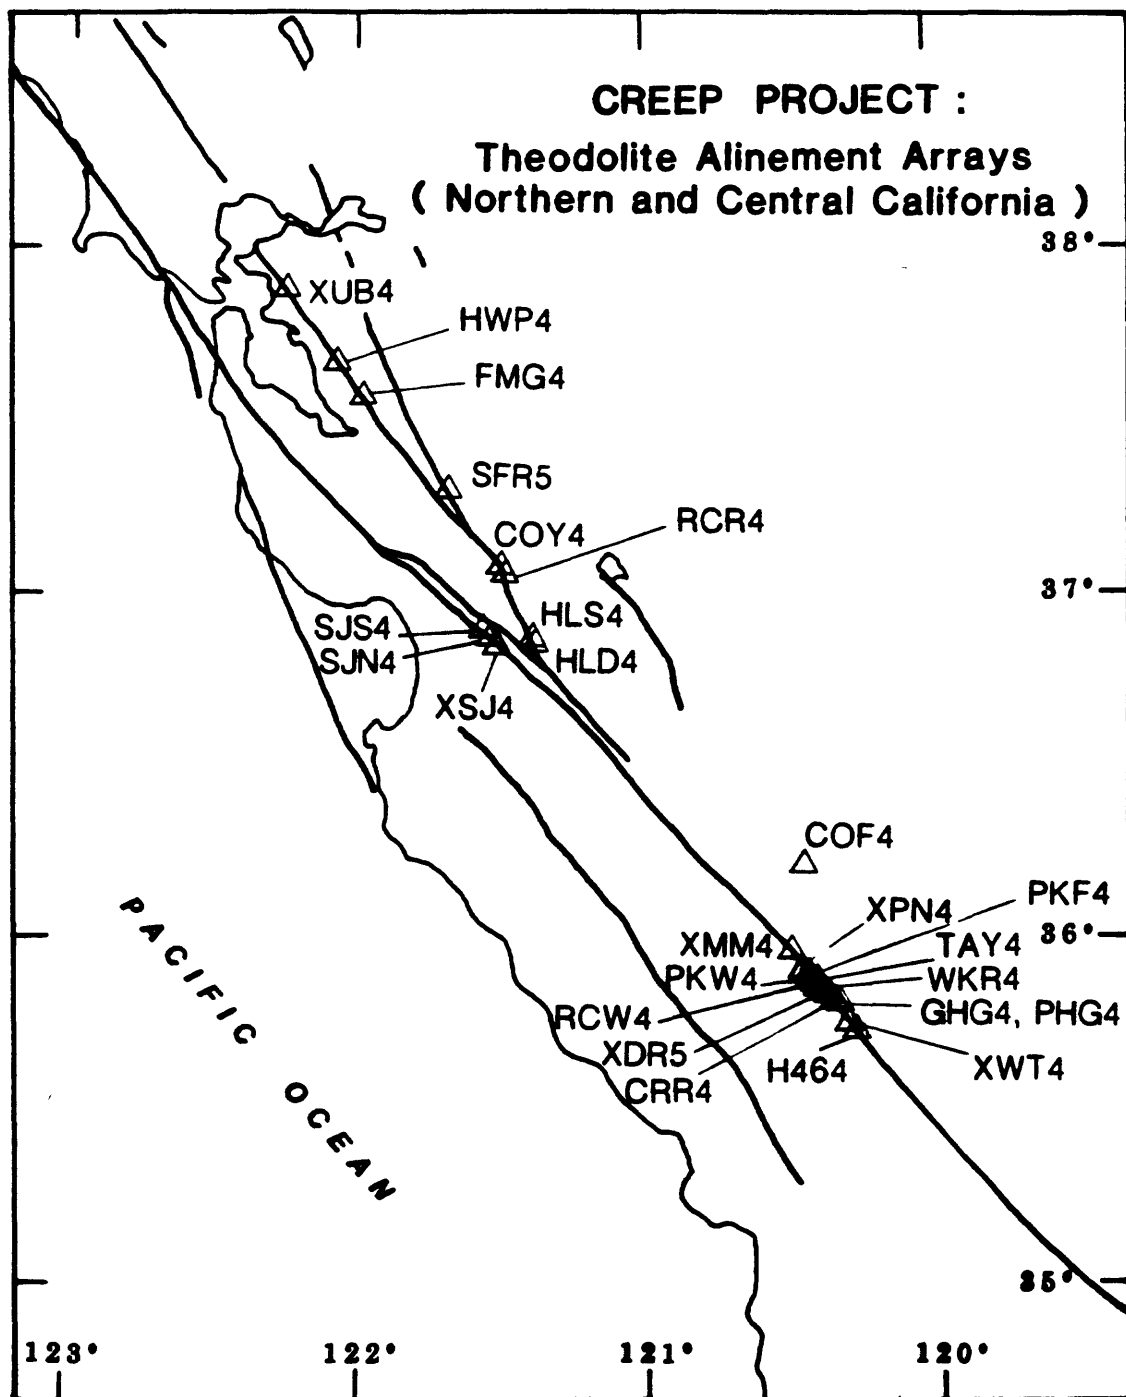 CREEP PROJECT :
Theodolite Alinement Arrays
( Northern and Central California )
38°
XUB4
HWP4
FMG4
SFR5
COY4
RCR4
37°
HLS4
SJS4
SJN4
HLD4
XSJ4
COF4
PKF4
XPN4
36°
XMM4
TAY4
PKW4
WKR4
GHG4, PHG4
RCW4
XDR5
H464
XWT4
CRR4
PACIFIC OCEAN
35°
123°
122°
121°
120°